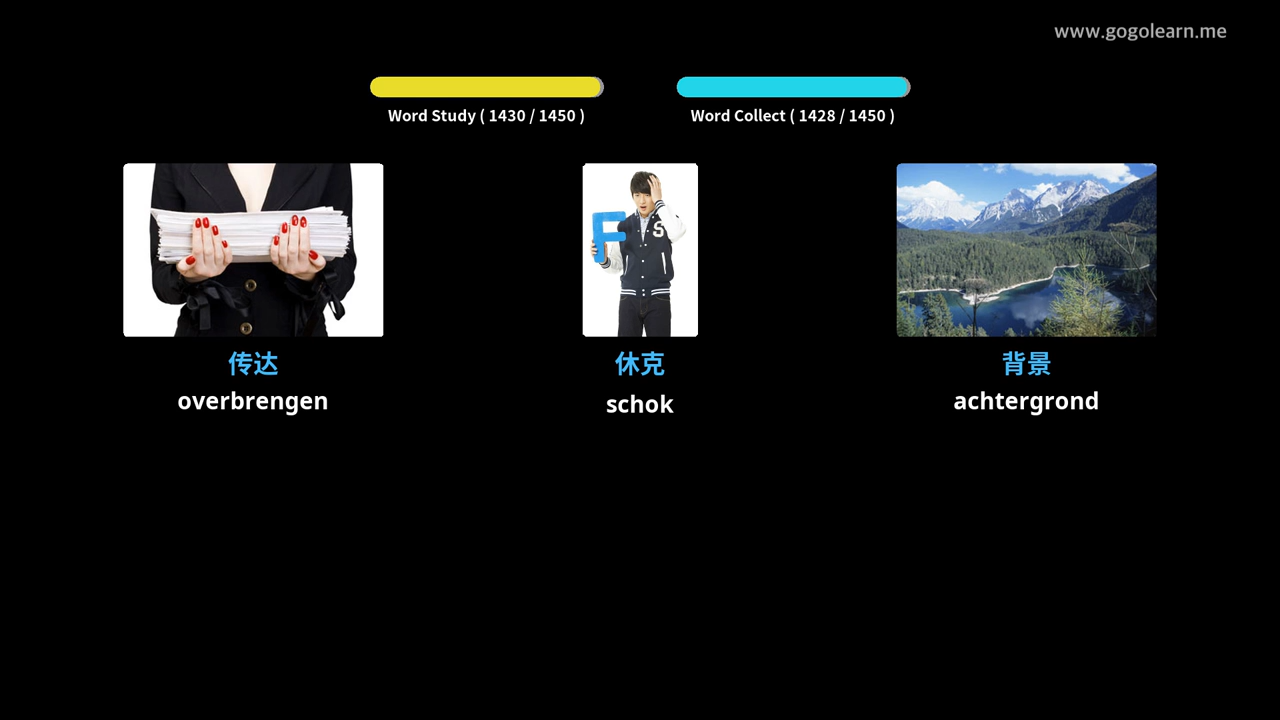 www.gogolearn.me
Word Study ( 1430 / 1450 )
Word Collect ( 1428 / 1450 )
F
S
传达
休克
背景
overbrengen
schok
achtergrond